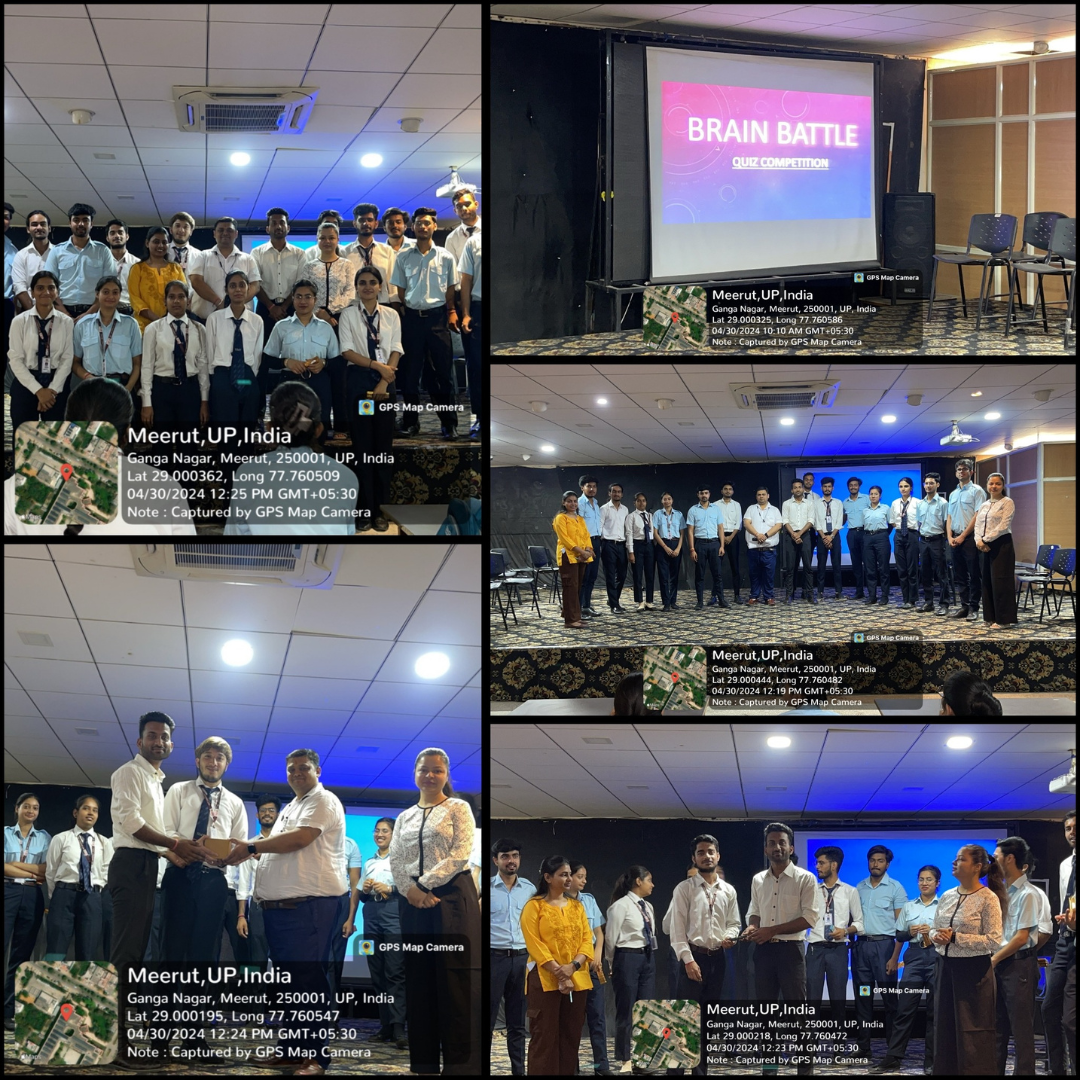 GPS Map Camera
Meerut,UP,India
Ganga Nagar, Meerut, 250001, UP, India
Lat 29.000362, Long 77.760509
04/30/2024 12:25 PM GMT+05:30
Note : Captured by GPS Map Camera
BRAIN BATTLE
QUIZ COMPETITION
GPS Map Camera
Meerut,UP,India
Ganga Nagar, Meerut, 250001, UP, India
Lat 29.000325, Long 77.760586
04/30/2024 10:10 AM GMT+05:30
Note : Captured by GPS Map Camera
GPS Map Camera
Meerut,UP,India
Ganga Nagar, Meerut, 250001, UP, India
Lat 29.000444, Long 77.760482
04/30/2024 12:19 PM GMT+05:30
Note : Captured by GPS Map Camera
GPS Map Camera
Meerut,UP,India
Ganga Nagar, Meerut, 250001, UP, India
Lat 29.000195, Long 77.760547
04/30/2024 12:24 PM GMT+05:30
Note : Captured by GPS Map Camera
GPS Map Camera
Meerut,UP,India
Ganga Nagar, Meerut, 250001, UP, India
Lat 29.000218, Long 77.760472
04/30/2024 12:23 PM GMT+05:30
Note : Captured by GPS Map Camera